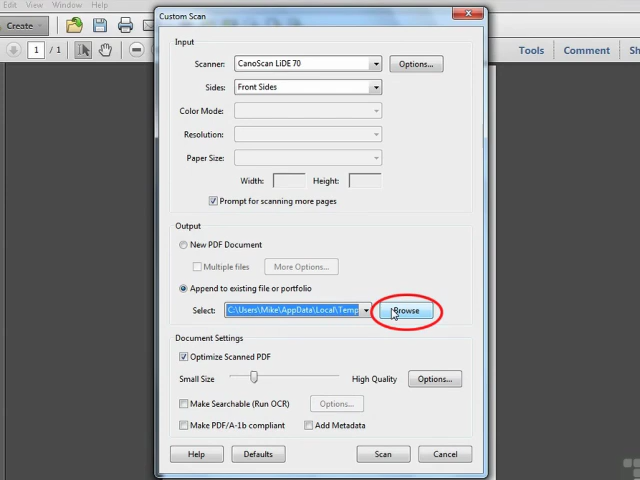 Edit View Window Help
Custom Scan
Create
1 / 1
Tools Comment Sh
Input
Scanner: CanoScan LiDE 70 Options...
Sides: Front Sides
Color Mode:
Resolution:
Paper Size:
Width: Height:
Prompt for scanning more pages
Output
New PDF Document
Multiple files More Options...
Append to existing file or portfolio
Select: C:\Users\Mike\AppData\Local\Temp Browse
Document Settings
Optimize Scanned PDF
Small Size High Quality Options...
Make Searchable (Run OCR) Options...
Make PDF/A-1b compliant Add Metadata
Help Defaults Scan Cancel